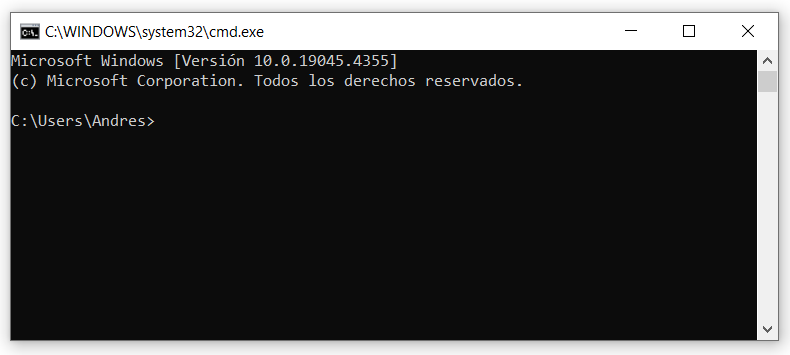 C:\WINDOWS\system32\cmd.exe
Microsoft Windows [Versión 10.0.19045.4355]
(c) Microsoft Corporation. Todos los derechos reservados.
C:\Users\Andres>